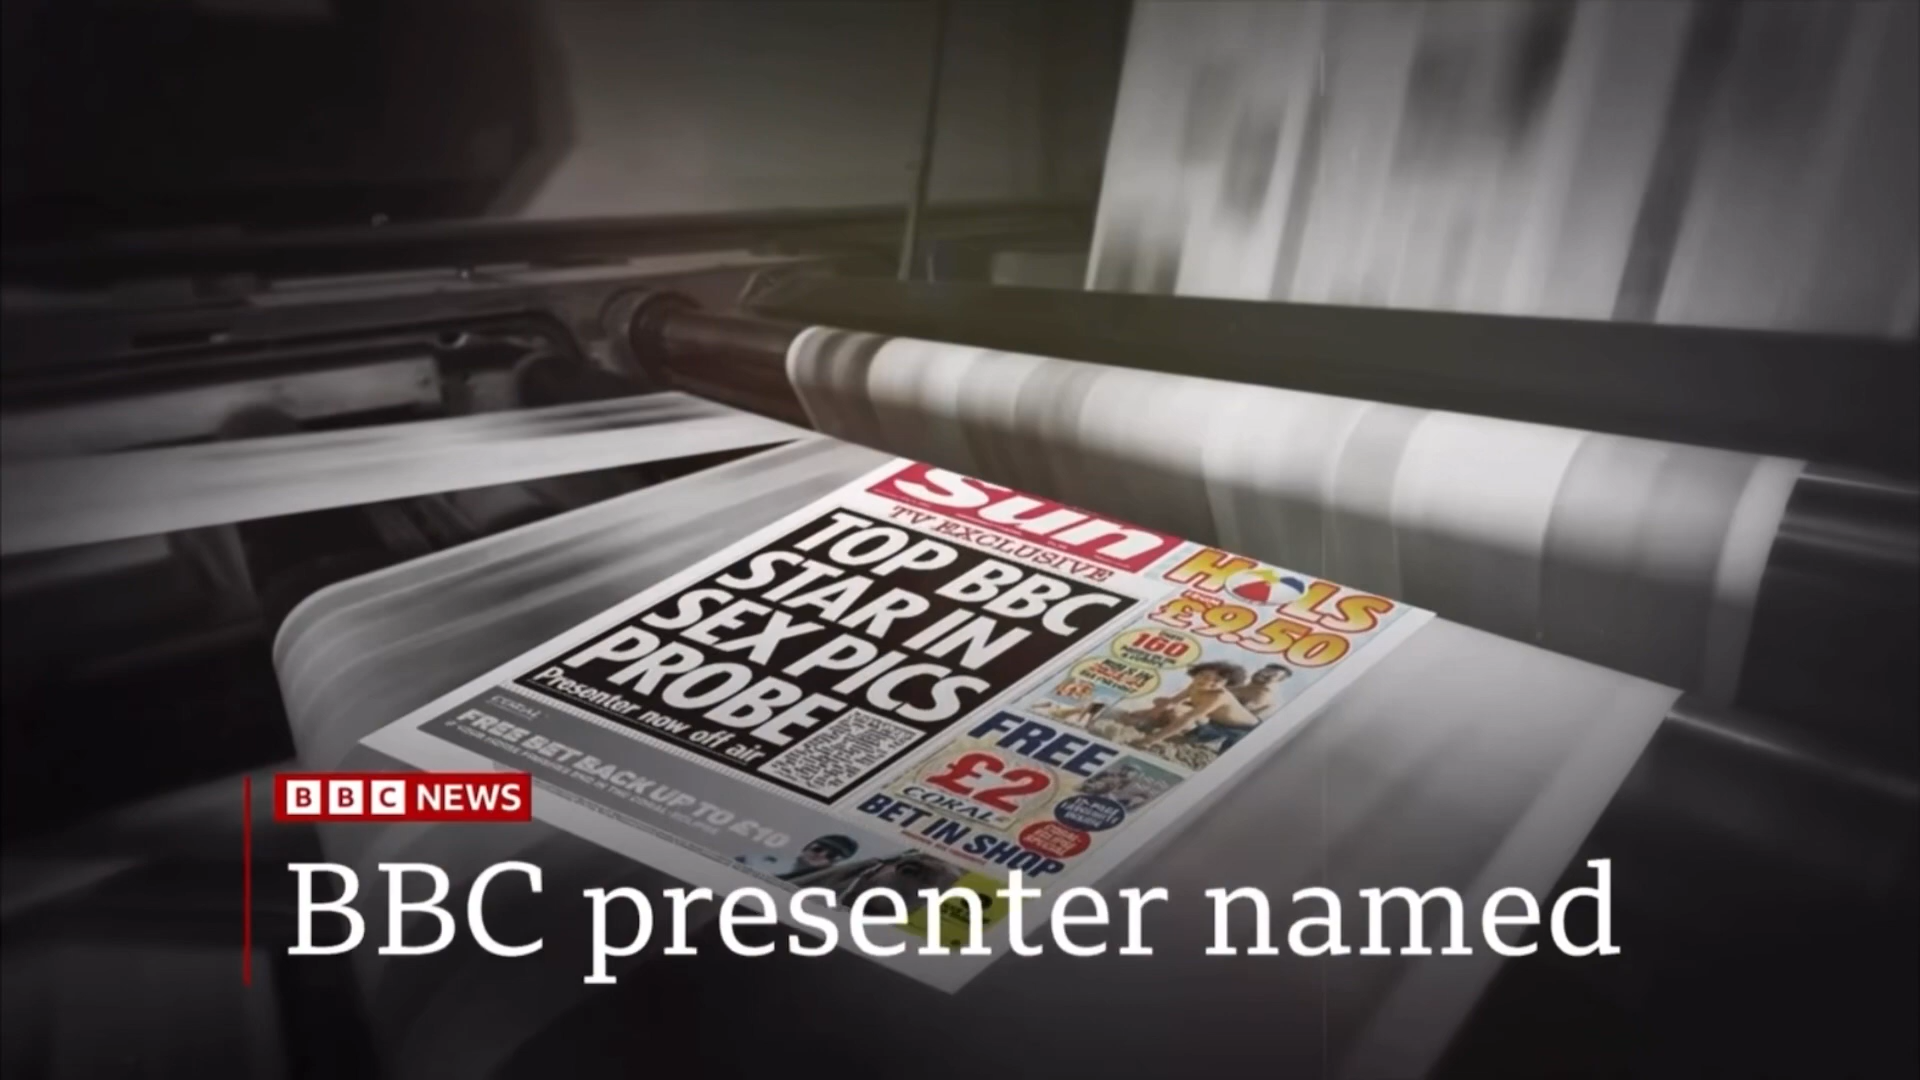 Sun
TV EXCLUSIVE
TOP BBC
STAR IN
SEX PICS
PROBE
Presenter now off air
HOLS
£9.50
160
FREE
£2
CORAL
BET IN SHOP
CORAL
FREE BET BACK UP TO £10
BBC NEWS
BBC presenter named